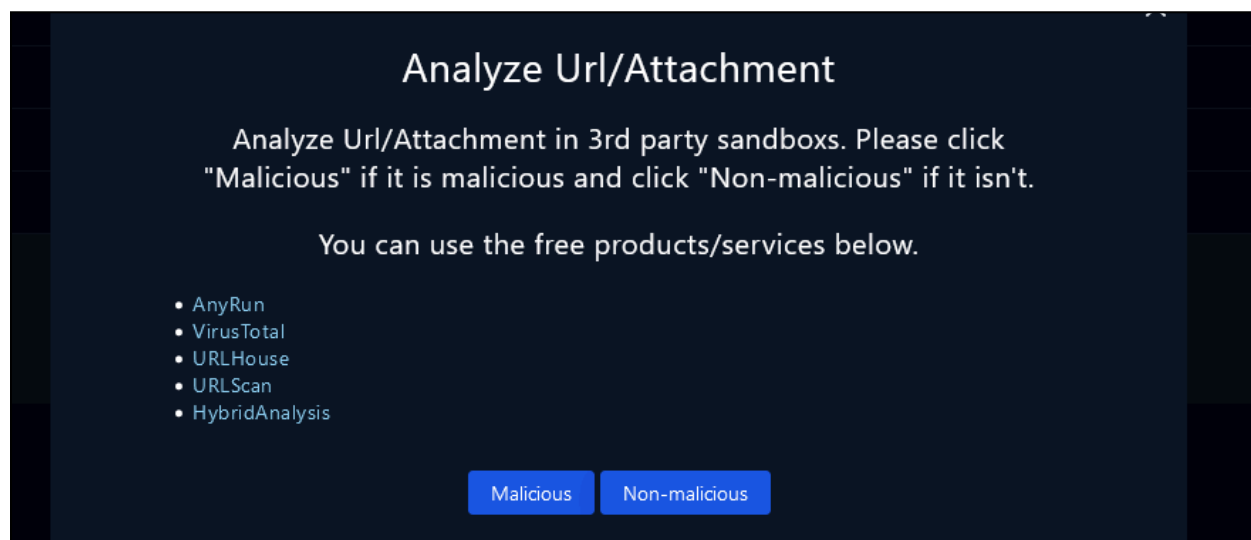 Analyze Url/Attachment
Analyze Url/Attachment in 3rd party sandboxs. Please click
"Malicious" if it is malicious and click "Non-malicious" if it isn't.
You can use the free products/services below.
• AnyRun
• VirusTotal
• URLHouse
• URLScan
• HybridAnalysis
Malicious Non-malicious